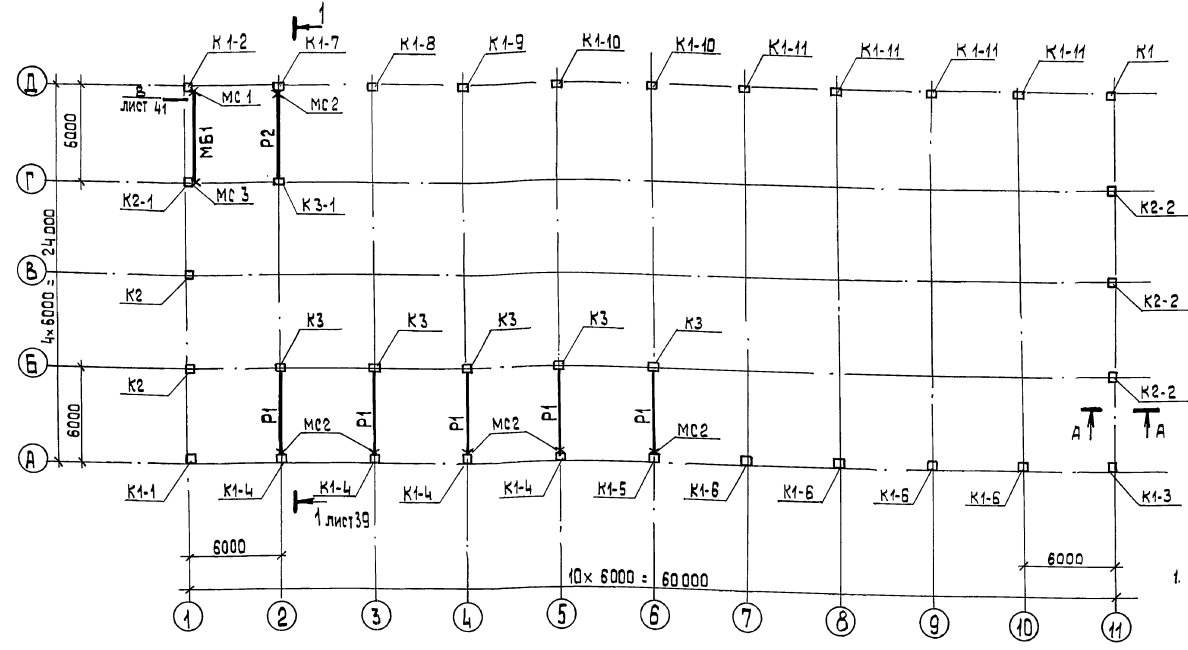 1
К1-2 К1-7 К1-8 К1-9 К1-10 К1-10 К1-11 К1-11 К1-11 К1-11 К1
Д
8
лист 41
МС1 МС2
6000
МБ1 Р2
Г
К2-1 МС3 К3-1 К2-2
4х6000 = 24000
В
К2 К2-2
К3 К3 К3 К3 К3
Б
К2 К2-2
6000
Р1 Р1 Р1 Р1 Р1
МС2 МС2 МС2
А А
А
К1-1 К1-4 К1-4 К1-4 К1-4 К1-5 К1-6 К1-6 К1-6 К1-6 К1-3
1 лист39
6000 6000
10х 6000 = 60000
1.
1 2 3 4 5 6 7 8 9 10 11